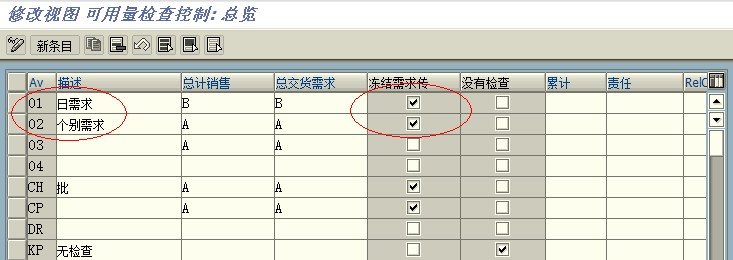 修改视图 可用量检查控制: 总览
新条目
Av 描述 总计销售 总交货需求 冻结需求传 没有检查 累计 责任 RelC
01 日需求 B B
02 个别需求 A A
03 A A
04
CH 批 A A
CP A A
DR
KP 无检查